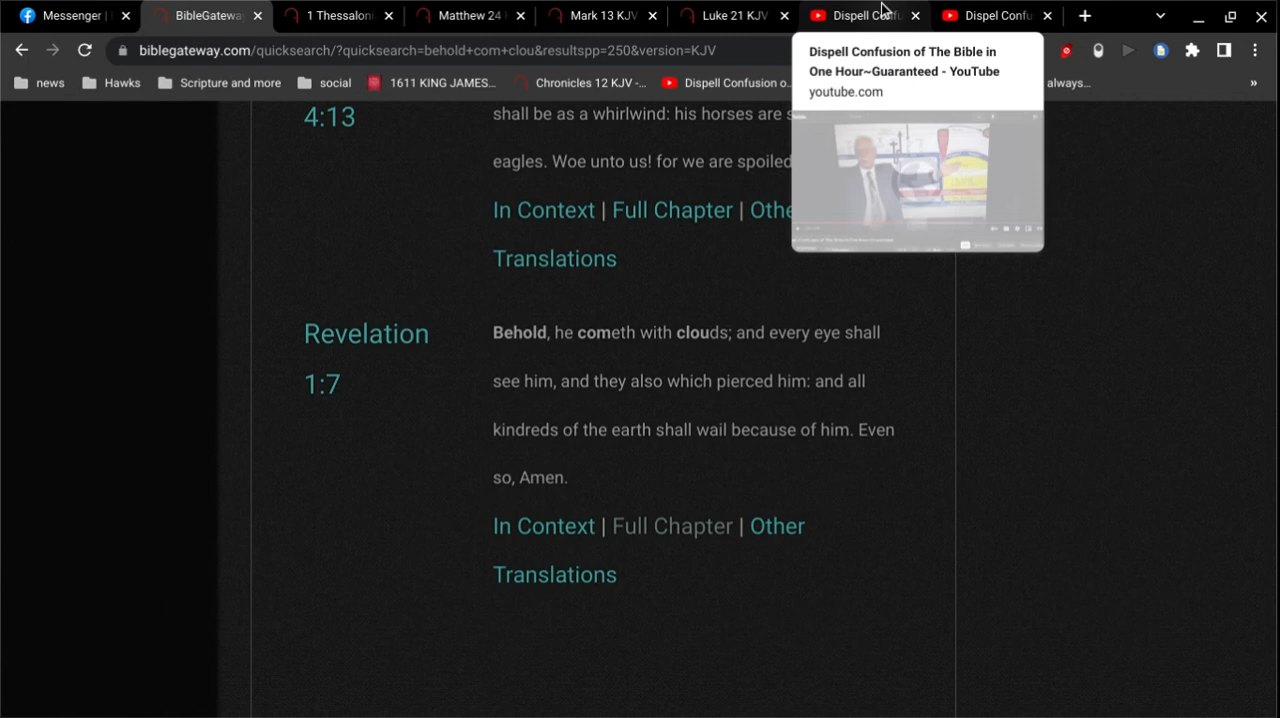 Messenger |
BibleGatewa
1 Thessaloni
Matthew 24
Mark 13 KJV
Luke 21 KJV
Dispell Confu
Dispel Confu
biblegateway.com/quicksearch/?quicksearch=behold+com+clou&resultspp=250&version=KJV
news
Hawks
Scripture and more
social
1611 KING JAMES...
Chronicles 12 KJV -...
Dispell Confusion o...
always...
»
Dispell Confusion of The Bible in
One Hour~Guaranteed - YouTube
youtube.com
4:13
shall be as a whirlwind: his horses are s
eagles. Woe unto us! for we are spoiled
In Context | Full Chapter | Othe
Translations
Revelation
1:7
Behold, he cometh with clouds; and every eye shall
see him, and they also which pierced him: and all
kindreds of the earth shall wail because of him. Even
so, Amen.
In Context | Full Chapter | Other
Translations